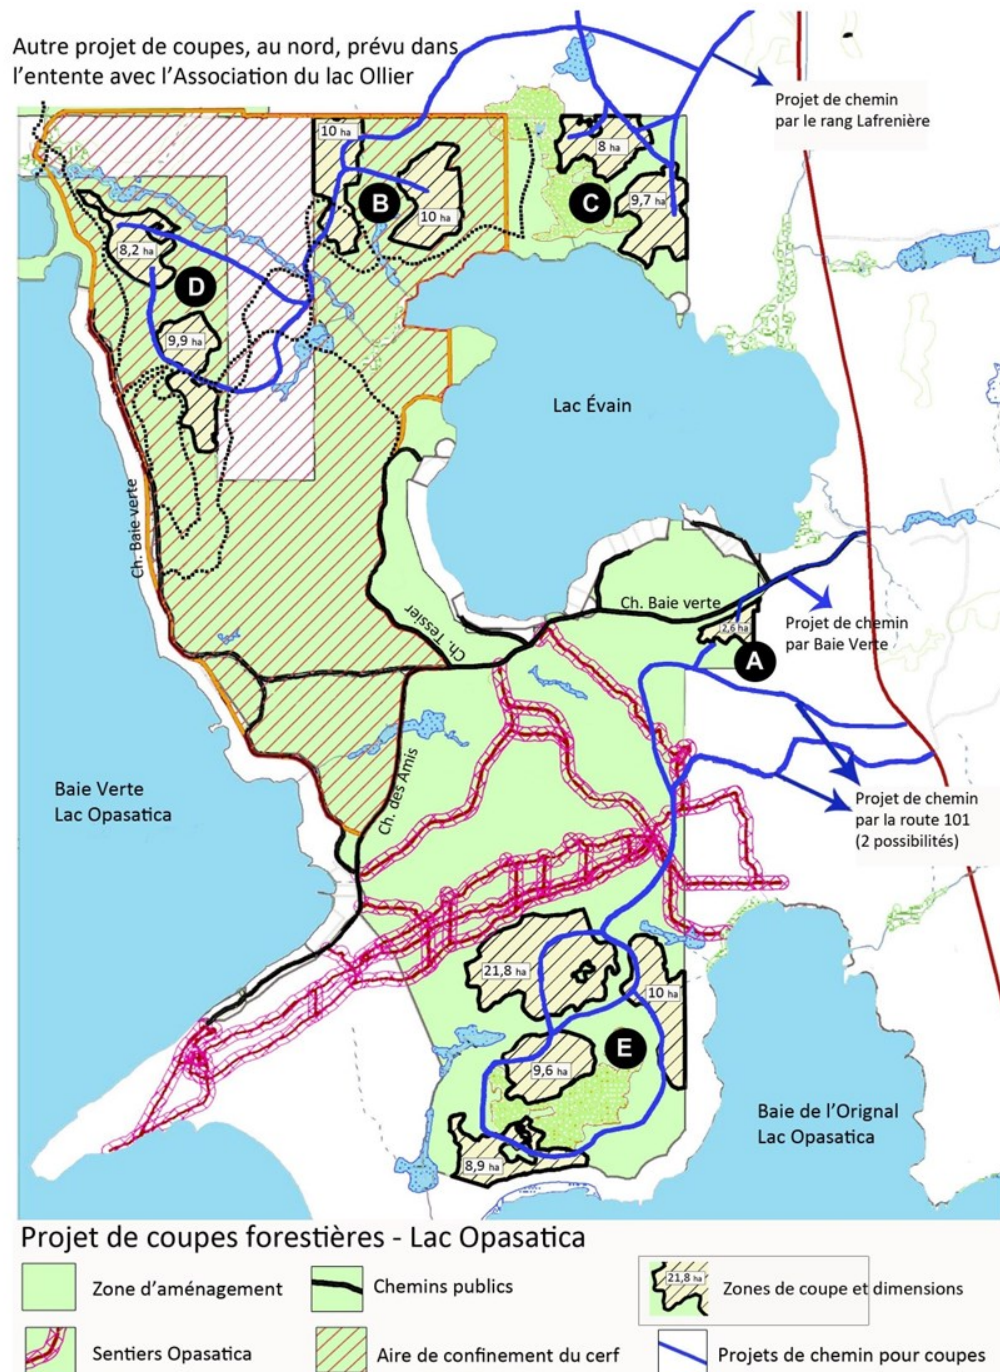 Autre projet de coupes, au nord, prévu dans
l'entente avec l'Association du lac Ollier
Projet de chemin
par le rang Lafrenière
10 ha
8 ha
B
C
9,7 ha
10 ha
8,2 ha
D
9,9 ha
Lac Évain
Ch. Baie verte
Ch. Tessier
Ch. Baie verte
2,6 ha
Projet de chemin
par Baie Verte
A
Baie Verte
Lac Opasatica
Ch. des Amis
Projet de chemin
par la route 101
(2 possibilités)
21,8 ha
10 ha
E
9,6 ha
8,9 ha
Baie de l'Orignal
Lac Opasatica
Projet de coupes forestières - Lac Opasatica
Zone d'aménagement
Chemins publics
21,8 ha
Zones de coupe et dimensions
Sentiers Opasatica
Aire de confinement du cerf
Projets de chemin pour coupes